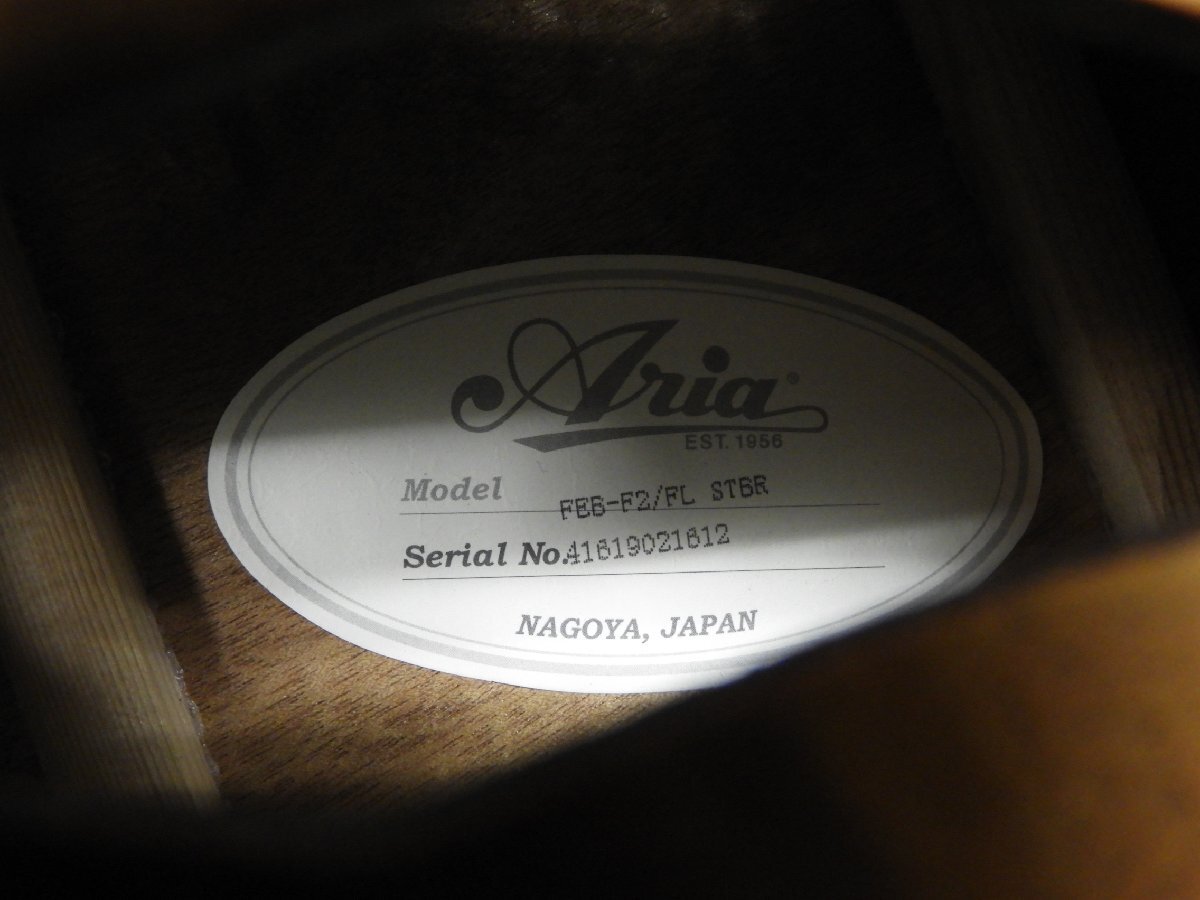 Aria®
EST. 1956
Model FEB-F2/FL STBR
Serial No. 41619021612
NAGOYA, JAPAN